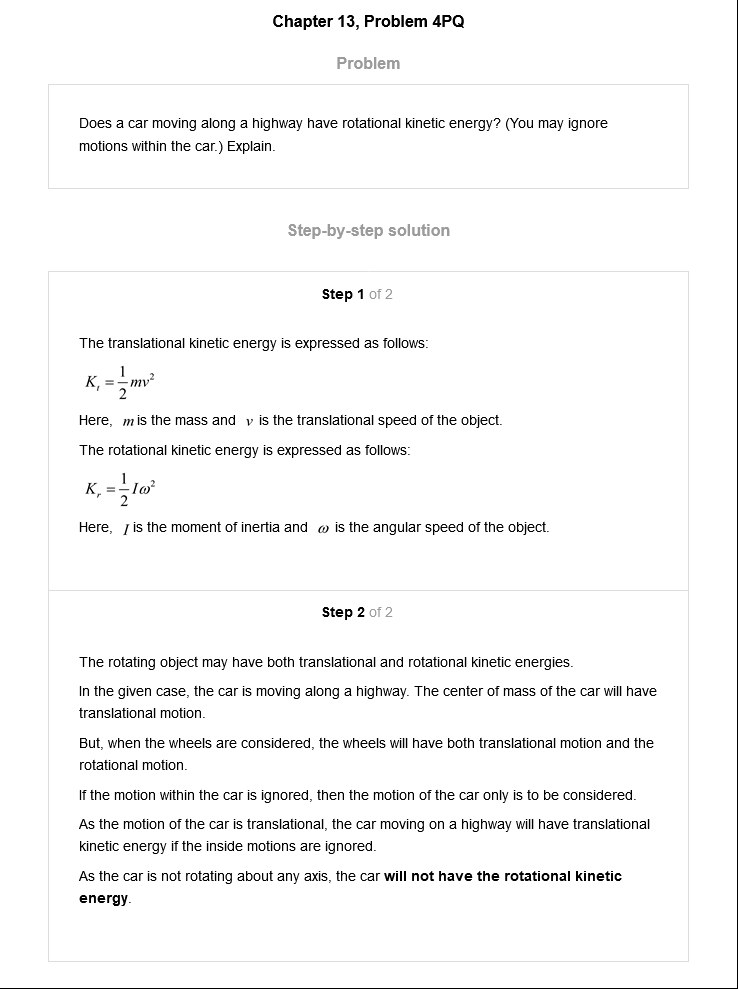 Chapter 13, Problem 4PQ
Problem
Does a car moving along a highway have rotational kinetic energy? (You may ignore
motions within the car.) Explain.
Step-by-step solution
Step 1 of 2
The translational kinetic energy is expressed as follows:
K_t = 1/2 mv²
Here, m is the mass and v is the translational speed of the object.
The rotational kinetic energy is expressed as follows:
K_r = 1/2 Iω²
Here, I is the moment of inertia and ω is the angular speed of the object.
Step 2 of 2
The rotating object may have both translational and rotational kinetic energies.
In the given case, the car is moving along a highway. The center of mass of the car will have
translational motion.
But, when the wheels are considered, the wheels will have both translational motion and the
rotational motion.
If the motion within the car is ignored, then the motion of the car only is to be considered.
As the motion of the car is translational, the car moving on a highway will have translational
kinetic energy if the inside motions are ignored.
As the car is not rotating about any axis, the car will not have the rotational kinetic
energy.